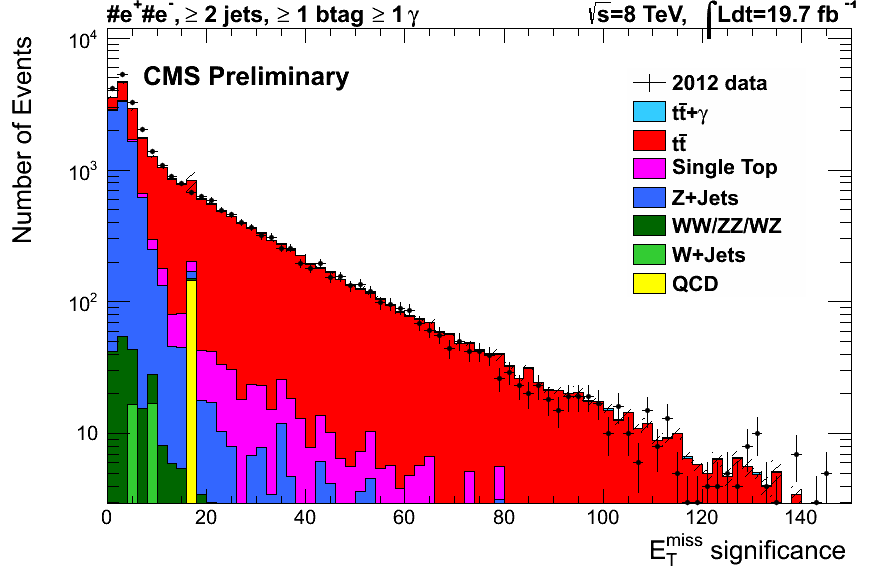 #e⁺#e⁻, ≥ 2 jets, ≥ 1 btag ≥ 1 γ
√s=8 TeV, ∫Ldt=19.7 fb⁻¹
CMS Preliminary
Number of Events
10⁴
10³
10²
10
2012 data
tt̄+γ
tt̄
Single Top
Z+Jets
WW/ZZ/WZ
W+Jets
QCD
0 20 40 60 80 100 120 140
E_T^miss significance